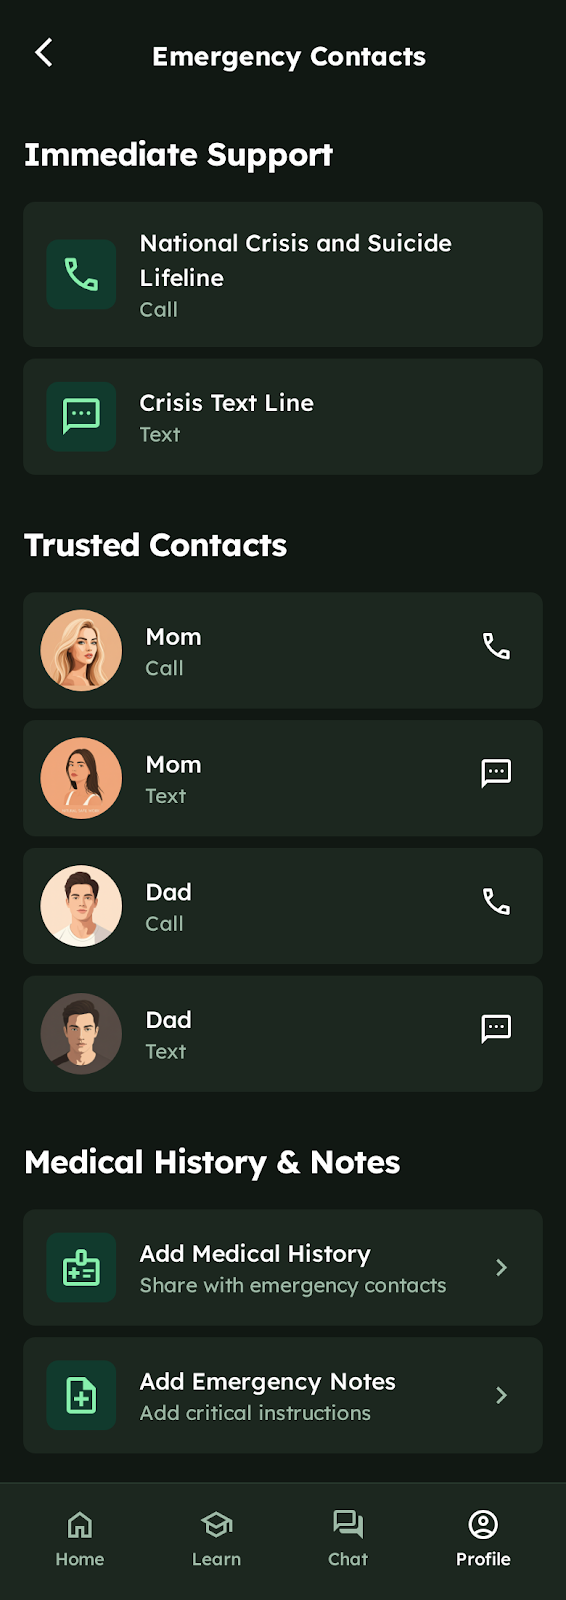 Emergency Contacts
Immediate Support
National Crisis and Suicide
Lifeline
Call
Crisis Text Line
Text
Trusted Contacts
Mom
Call
Mom
Text
Dad
Call
Dad
Text
Medical History & Notes
Add Medical History
Share with emergency contacts
Add Emergency Notes
Add critical instructions
Home
Learn
Chat
Profile